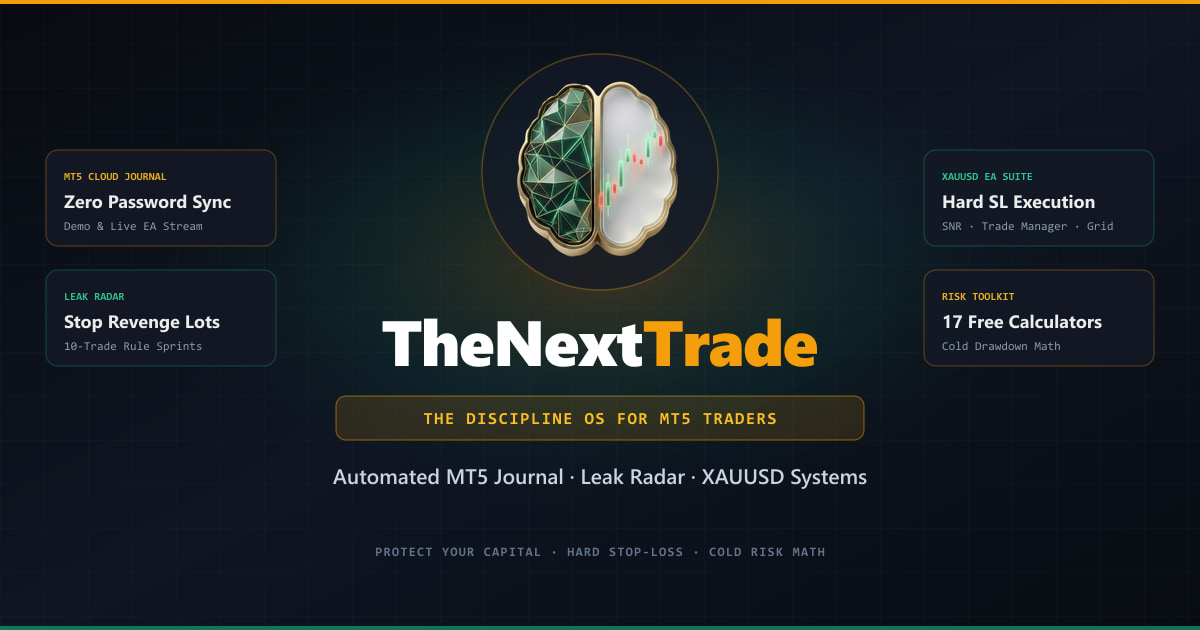 MT5 CLOUD JOURNAL
Zero Password Sync
Demo & Live EA Stream
LEAK RADAR
Stop Revenge Lots
10-Trade Rule Sprints
XAUUSD EA SUITE
Hard SL Execution
SNR · Trade Manager · Grid
RISK TOOLKIT
17 Free Calculators
Cold Drawdown Math
TheNextTrade
THE DISCIPLINE OS FOR MT5 TRADERS
Automated MT5 Journal · Leak Radar · XAUUSD Systems
PROTECT YOUR CAPITAL · HARD STOP-LOSS · COLD RISK MATH